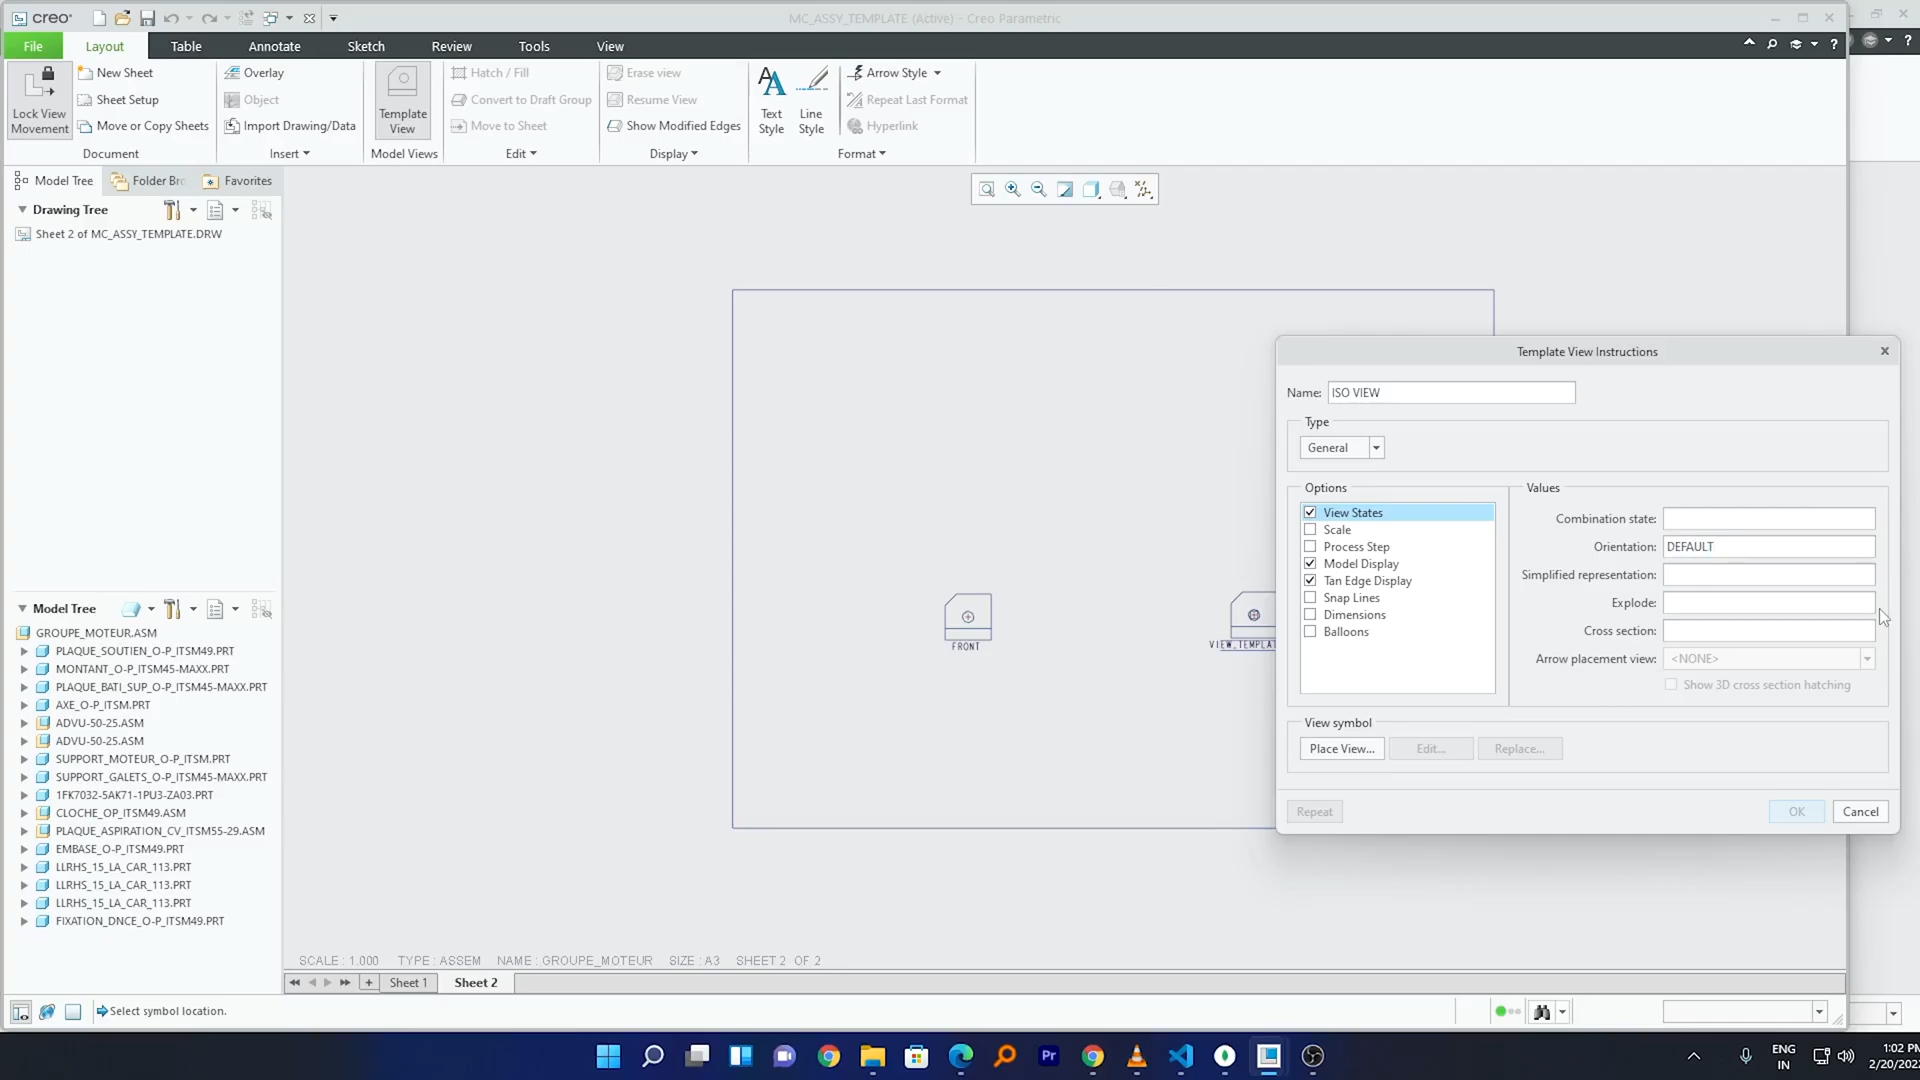 creo
MC_ASSY_TEMPLATE (Active) - Creo Parametric
File
Layout
Table
Annotate
Sketch
Review
Tools
View
Lock View
Movement
New Sheet
Sheet Setup
Move or Copy Sheets
Document
Overlay
Object
Import Drawing/Data
Insert
Template
View
Model Views
Hatch / Fill
Convert to Draft Group
Move to Sheet
Edit
Erase view
Resume View
Show Modified Edges
Display
Text
Style
Line
Style
Arrow Style
Repeat Last Format
Hyperlink
Format
Model Tree
Folder Br
Favorites
Drawing Tree
Sheet 2 of MC_ASSY_TEMPLATE.DRW
Model Tree
GROUPE_MOTEUR.ASM
PLAQUE_SOUTIEN_O-P_ITSM49.PRT
MONTANT_O-P_ITSM45-MAXX.PRT
PLAQUE_BATI_SUP_O-P_ITSM45-MAXX.PRT
AXE_O-P_ITSM.PRT
ADVU-50-25.ASM
ADVU-50-25.ASM
SUPPORT_MOTEUR_O-P_ITSM.PRT
SUPPORT_GALETS_O-P_ITSM45-MAXX.PRT
1FK7032-5AK71-1PU3-ZA03.PRT
CLOCHE_OP_ITSM49.ASM
PLAQUE_ASPIRATION_CV_ITSM55-29.ASM
EMBASE_O-P_ITSM49.PRT
LLRHS_15_LA_CAR_113.PRT
LLRHS_15_LA_CAR_113.PRT
LLRHS_15_LA_CAR_113.PRT
FIXATION_DNCE_O-P_ITSM49.PRT
FRONT
VIEW_TEMPLAT
Template View Instructions
Name: ISO VIEW
Type
General
Options
View States
Scale
Process Step
Model Display
Tan Edge Display
Snap Lines
Dimensions
Balloons
Values
Combination state:
Orientation: DEFAULT
Simplified representation:
Explode:
Cross section:
Arrow placement view: <NONE>
Show 3D cross section hatching
View symbol
Place View...
Edit...
Replace...
Repeat
OK
Cancel
SCALE : 1.000 TYPE : ASSEM NAME : GROUPE_MOTEUR SIZE : A3 SHEET 2 OF 2
Sheet 1
Sheet 2
Select symbol location.
Pr
ENG
IN
1:02 PM
2/20/202